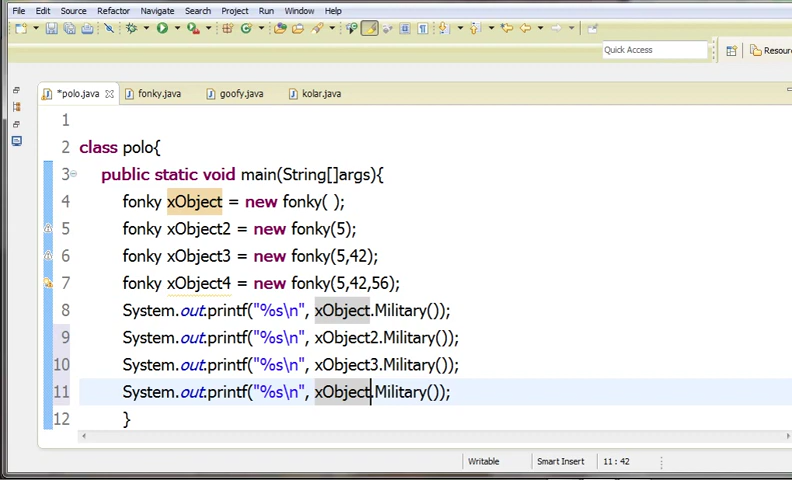 File Edit Source Refactor Navigate Search Project Run Window Help
Quick Access
Resour
*polo.java fonky.java goofy.java kolar.java
1
2 class polo{
3 public static void main(String[]args){
4 fonky xObject = new fonky( );
5 fonky xObject2 = new fonky(5);
6 fonky xObject3 = new fonky(5,42);
7 fonky xObject4 = new fonky(5,42,56);
8 System.out.printf("%s\n", xObject.Military());
9 System.out.printf("%s\n", xObject2.Military());
10 System.out.printf("%s\n", xObject3.Military());
11 System.out.printf("%s\n", xObject.Military());
12 }
Writable Smart Insert 11 : 42